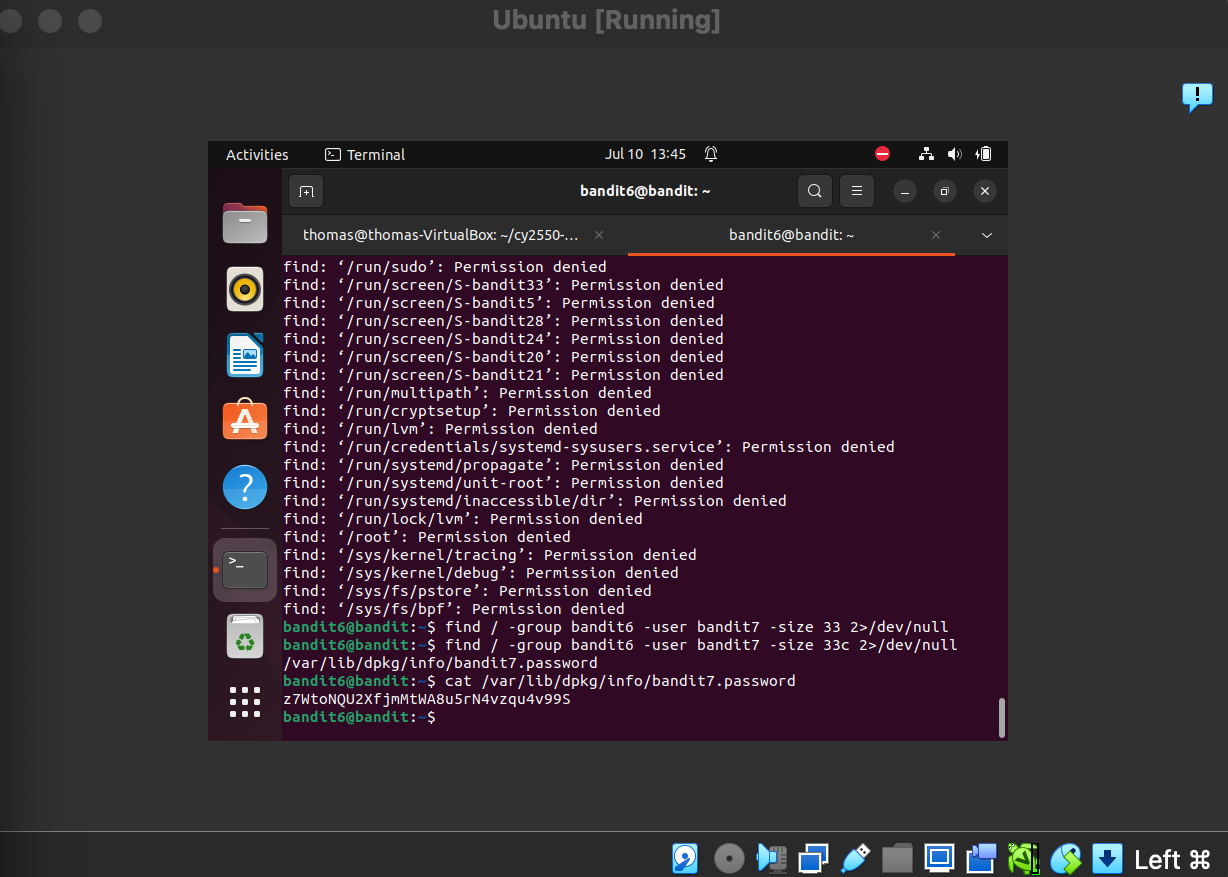 Ubuntu [Running]
Activities
Terminal
Jul 10 13:45
bandit6@bandit: ~
thomas@thomas-VirtualBox: ~/cy2550-...
bandit6@bandit: ~
find: ‘/run/sudo’: Permission denied
find: ‘/run/screen/S-bandit33’: Permission denied
find: ‘/run/screen/S-bandit5’: Permission denied
find: ‘/run/screen/S-bandit28’: Permission denied
find: ‘/run/screen/S-bandit24’: Permission denied
find: ‘/run/screen/S-bandit20’: Permission denied
find: ‘/run/screen/S-bandit21’: Permission denied
find: ‘/run/multipath’: Permission denied
find: ‘/run/cryptsetup’: Permission denied
find: ‘/run/lvm’: Permission denied
find: ‘/run/credentials/systemd-sysusers.service’: Permission denied
find: ‘/run/systemd/propagate’: Permission denied
find: ‘/run/systemd/unit-root’: Permission denied
find: ‘/run/systemd/inaccessible/dir’: Permission denied
find: ‘/run/lock/lvm’: Permission denied
find: ‘/root’: Permission denied
find: ‘/sys/kernel/tracing’: Permission denied
find: ‘/sys/kernel/debug’: Permission denied
find: ‘/sys/fs/pstore’: Permission denied
find: ‘/sys/fs/bpf’: Permission denied
bandit6@bandit:~$ find / -group bandit6 -user bandit7 -size 33 2>/dev/null
bandit6@bandit:~$ find / -group bandit6 -user bandit7 -size 33c 2>/dev/null
/var/lib/dpkg/info/bandit7.password
bandit6@bandit:~$ cat /var/lib/dpkg/info/bandit7.password
z7WtoNQU2XfjmMtWA8u5rN4vzqu4v99S
bandit6@bandit:~$
Left ⌘